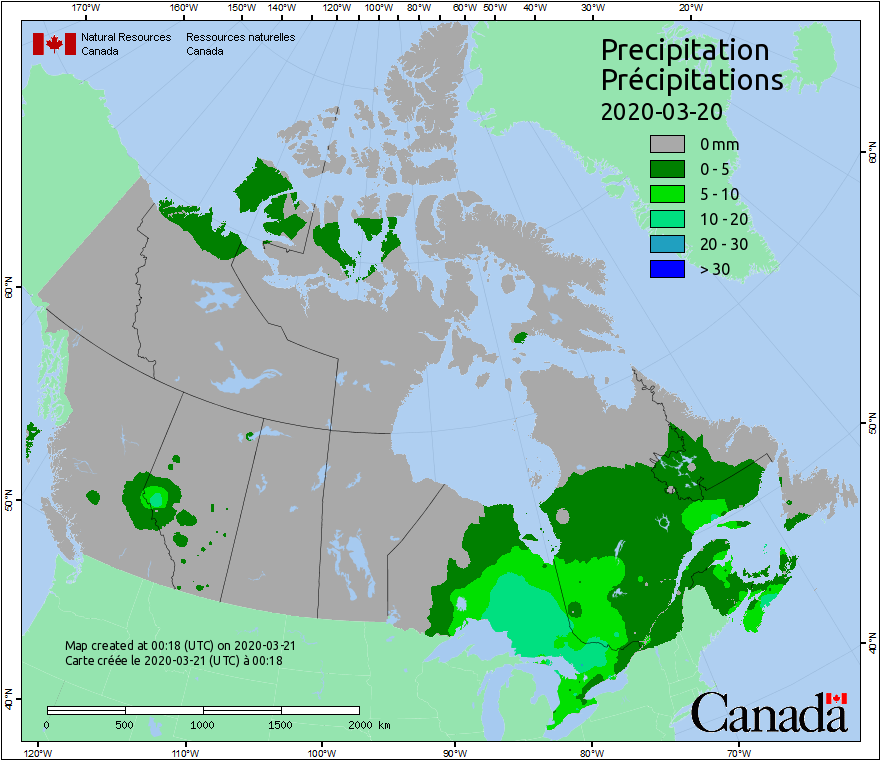 170°W 160°W 150°W 140°W 120°W 100°W 80°W 60°W 50°W 40°W 30°W 20°W
Natural Resources Canada
Ressources naturelles Canada
Precipitation
Précipitations
2020-03-20
0 mm
0 - 5
5 - 10
10 - 20
20 - 30
> 30
60°N
50°N
40°N
60°N
50°N
40°N
Map created at 00:18 (UTC) on 2020-03-21
Carte créée le 2020-03-21 (UTC) à 00:18
0 500 1000 1500 2000 km
Canada
120°W 110°W 100°W 90°W 80°W 70°W